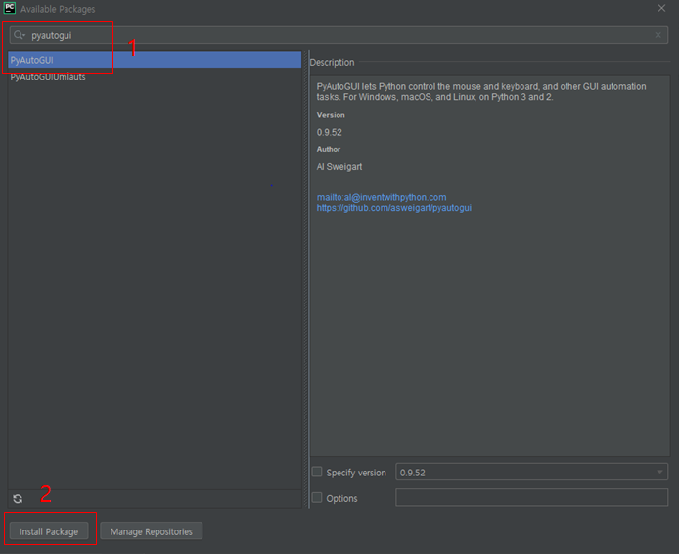 PC
Available Packages
pyautogui
1
PyAutoGUI
PyAutoGUIUmlauts
Description
PyAutoGUI lets Python control the mouse and keyboard, and other GUI automation
tasks. For Windows, macOS, and Linux, on Python 3 and 2.
Version
0.9.52
Author
Al Sweigart
mailto:al@inventwithpython.com
https://github.com/asweigart/pyautogui
Specify version
0.9.52
2
Options
Install Package
Manage Repositories